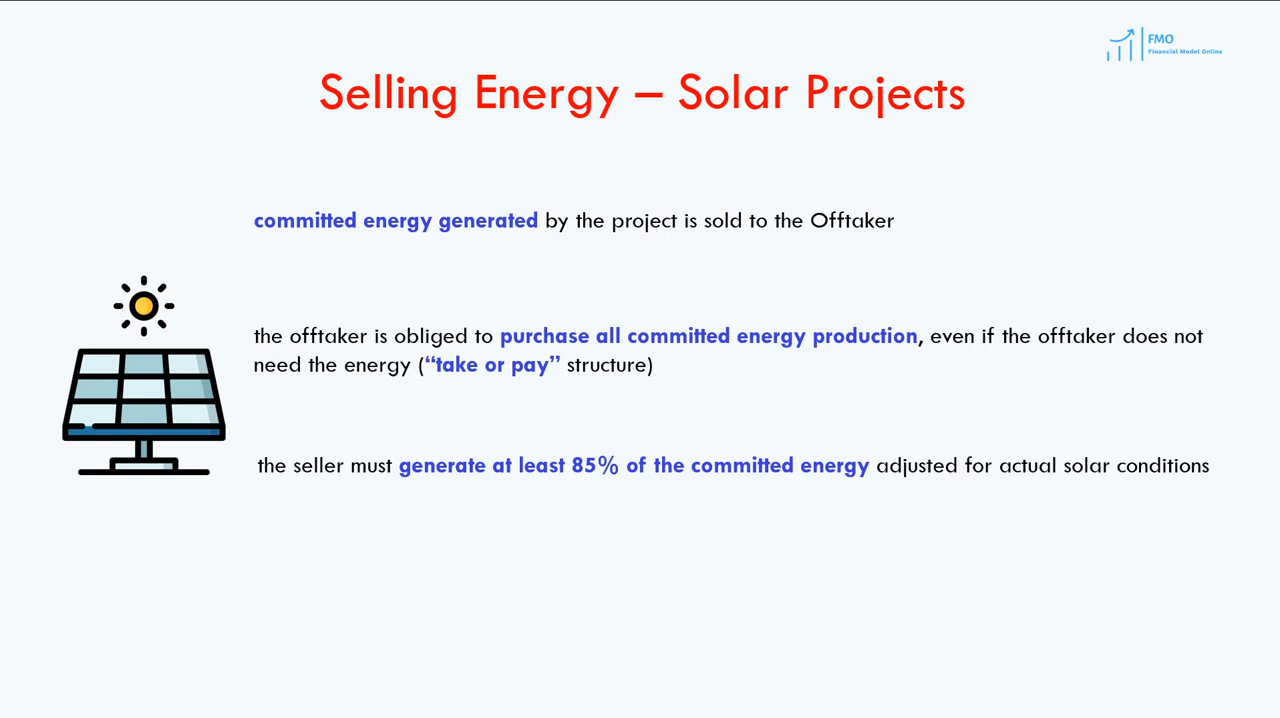 FMO
Financial Model Online
Selling Energy – Solar Projects
committed energy generated by the project is sold to the Offtaker
the offtaker is obliged to purchase all committed energy production, even if the offtaker does not
need the energy (“take or pay” structure)
the seller must generate at least 85% of the committed energy adjusted for actual solar conditions